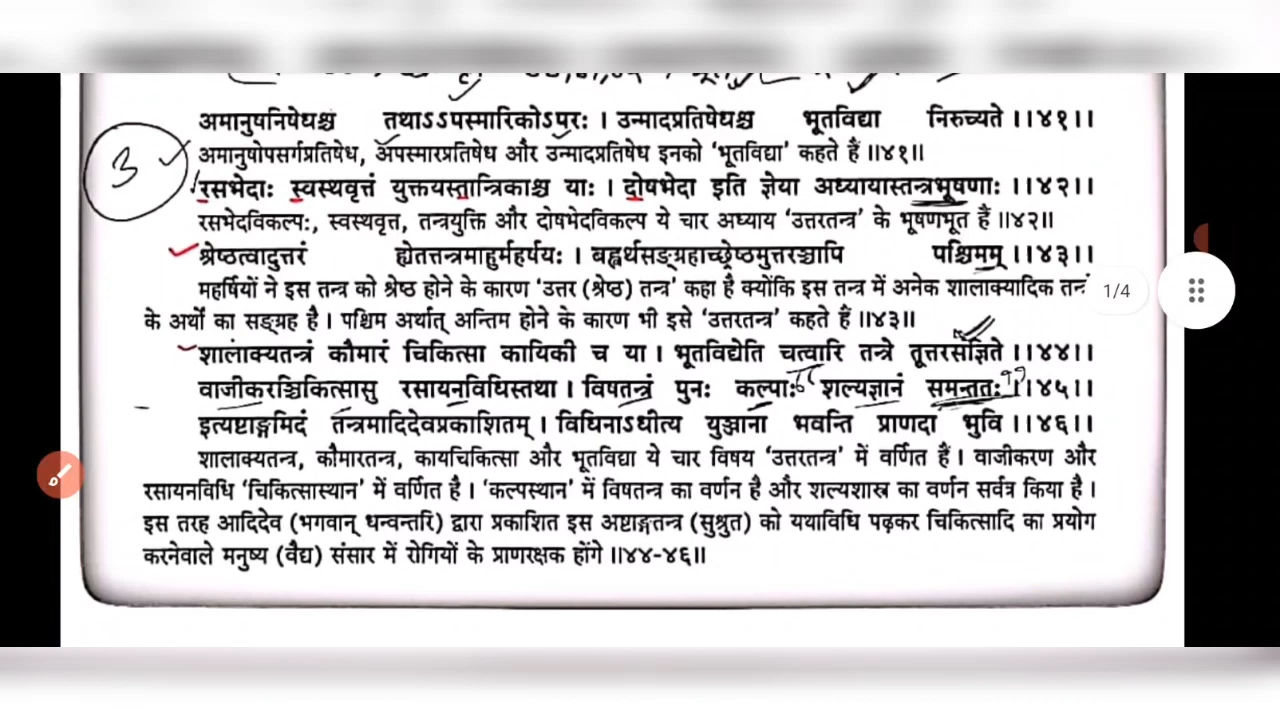 3
अमानुषनिषेधश्च तथाऽऽपस्मारिकोऽपरः । उन्मादप्रतिषेधश्च भूतविद्या निरुच्यते ।।४१।।
अमानुषोपसर्गप्रतिषेध, अपस्मारप्रतिषेध और उन्मादप्रतिषेध इनको ‘भूतविद्या’ कहते हैं ॥४१॥
रसभेदाः स्वस्थवृत्तं युक्तयस्तान्त्रिकाश्च याः । दोषभेदा इति ज्ञेया अध्यायास्तन्त्रभूषणाः ।।४२।।
रसभेदविकल्पः, स्वस्थवृत्त, तन्त्रयुक्ति और दोषभेदविकल्प ये चार अध्याय ‘उत्तरतन्त्र’ के भूषणभूत हैं ॥४२॥
श्रेष्ठत्वादुत्तरं ह्येतत्तन्त्रमाहुर्महर्षयः । बह्वर्थसङ्ग्रहाच्छ्रेष्ठमुत्तरञ्चापि पश्चिमम् ।।४३।।
महर्षियों ने इस तन्त्र को श्रेष्ठ होने के कारण ‘उत्तर (श्रेष्ठ) तन्त्र’ कहा है क्योंकि इस तन्त्र में अनेक शालाक्यादिक
1/4
के अर्थों का सङ्ग्रह है । पश्चिम अर्थात् अन्तिम होने के कारण भी इसे ‘उत्तरतन्त्र’ कहते हैं ॥४३॥
शालाक्यतन्त्रं कौमारं चिकित्सा कायिकी च या । भूतविद्येति चत्वारि तन्त्रे तूत्तरसंज्ञिते ।।४४।।
वाजीकरञ्चिकित्सासु रसायनविधिस्तथा । विषतन्त्रं पुनः कल्पाः शल्यज्ञानं समन्ततः ।।४५।।
इत्यष्टाङ्गमिदं तन्त्रमादिदेवप्रकाशितम् । विधिनाऽधीत्य युञ्जाना भवन्ति प्राणदा भुवि ।।४६।।
शालाक्यतन्त्र, कौमारतन्त्र, कायचिकित्सा और भूतविद्या ये चार विषय ‘उत्तरतन्त्र’ में वर्णित हैं । वाजीकरण और
रसायनविधि ‘चिकित्सास्थान’ में वर्णित है । ‘कल्पस्थान’ में विषतन्त्र का वर्णन है और शल्यशास्त्र का वर्णन सर्वत्र किया है ।
इस तरह आदिदेव (भगवान् धन्वन्तरि) द्वारा प्रकाशित इस अष्टाङ्गतन्त्र (सुश्रुत) को यथाविधि पढ़कर चिकित्सादि का प्रयोग
करनेवाले मनुष्य (वैद्य) संसार में रोगियों के प्राणरक्षक होंगे ॥४४-४६॥